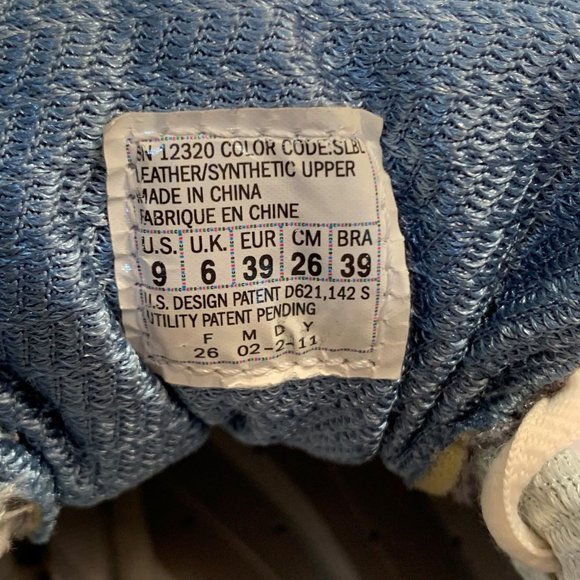 SN 12320 COLOR CODE:SLBL
LEATHER/SYNTHETIC UPPER
MADE IN CHINA
FABRIQUE EN CHINE
U.S. U.K. EUR CM BRA
9 6 39 26 39
U.S. DESIGN PATENT D621,142 S
UTILITY PATENT PENDING
F M D Y
26 02-2-11